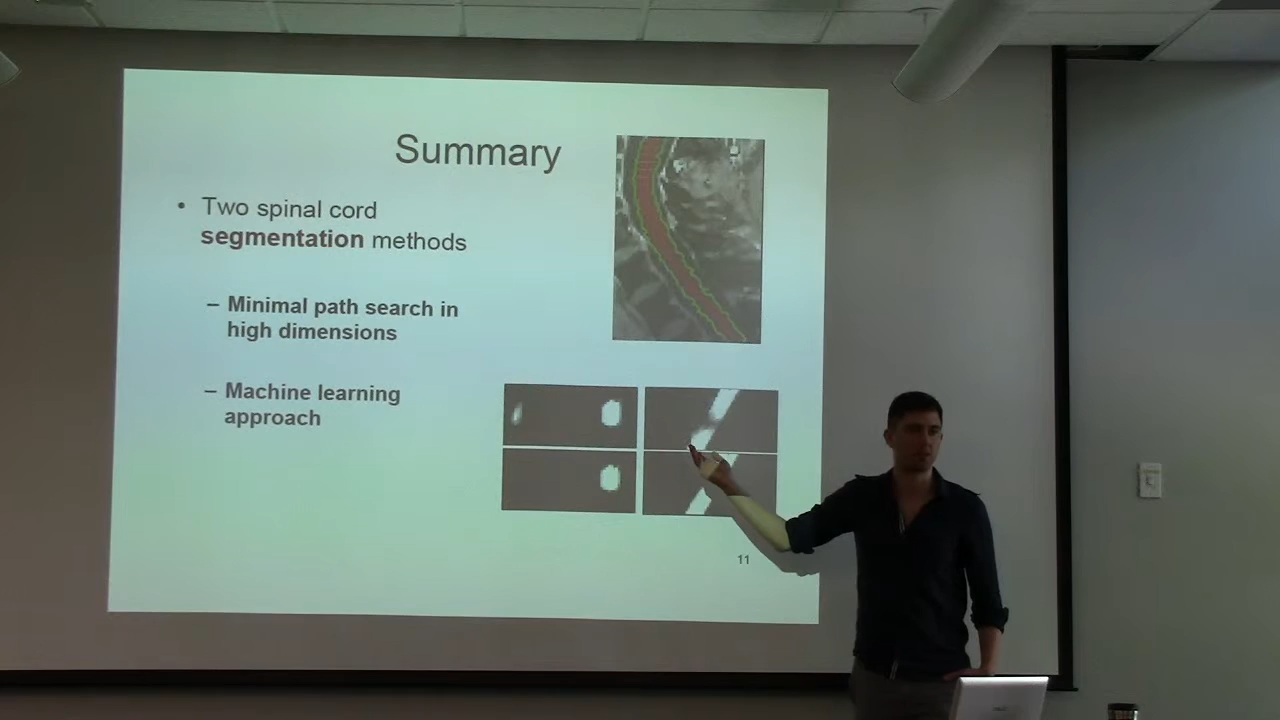 Summary
• Two spinal cord
segmentation methods
– Minimal path search in
high dimensions
– Machine learning
approach
11